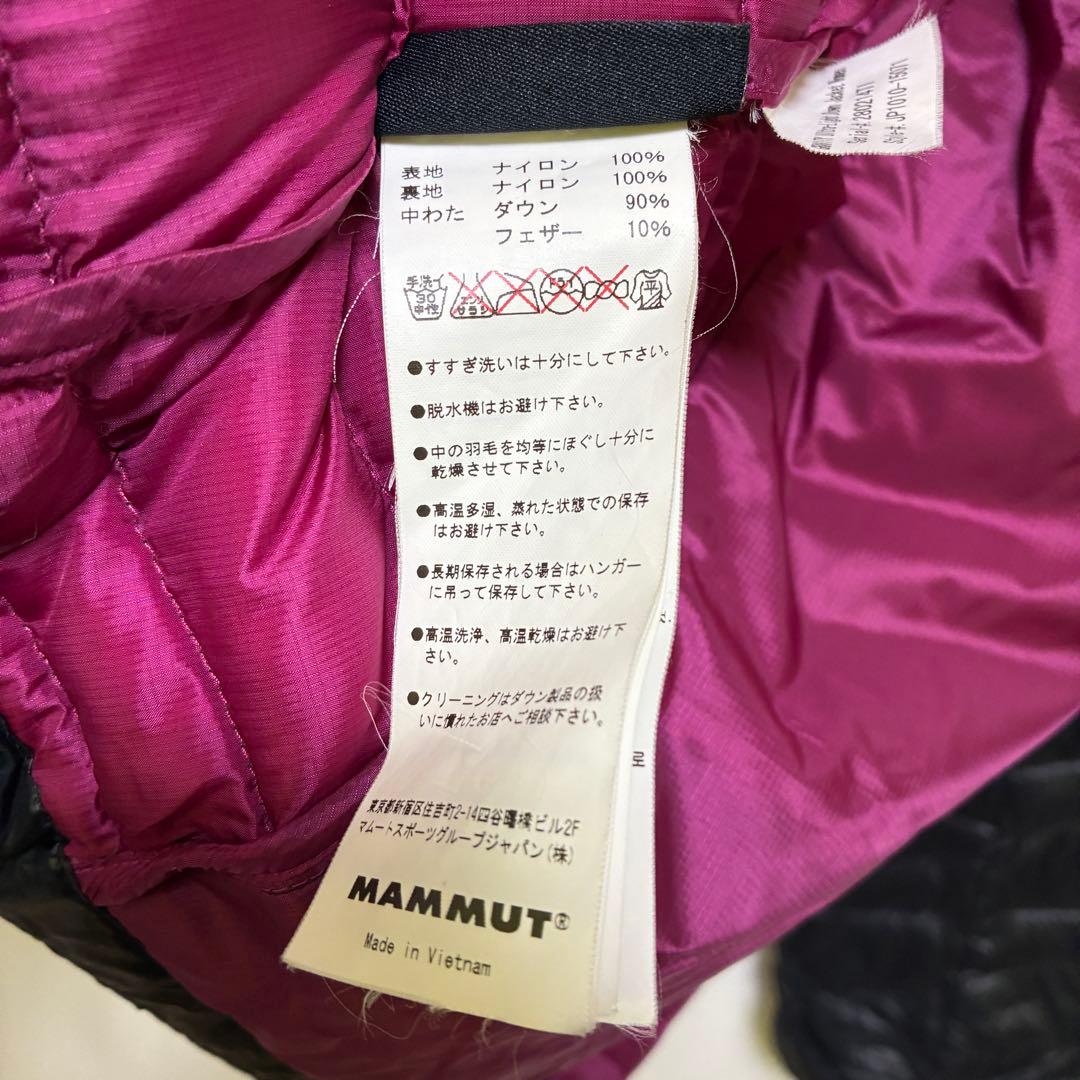 表地 ナイロン 100%
裏地 ナイロン 100%
中わた ダウン 90%
フェザー 10%
手洗イ
30
中性
エンソ
サラシ
ドライ
平
●すすぎ洗いは十分にして下さい。
●脱水機はお避け下さい。
●中の羽毛を均等にほぐし十分に
乾燥させて下さい。
●高温多湿、蒸れた状態での保存
はお避け下さい。
●長期保存される場合はハンガー
に吊って保存して下さい。
●高温洗浄、高温乾燥はお避け下
さい。
●クリーニングはダウン製品の扱
いに慣れたお店へご相談下さい。
東京都新宿区住吉町2-14四谷曙橋ビル2F
マムートスポーツグループジャパン(株)
MAMMUT®
Made in Vietnam
로
Down Jacket
Serial-#: 28021411
Style-#: JP1010-15071